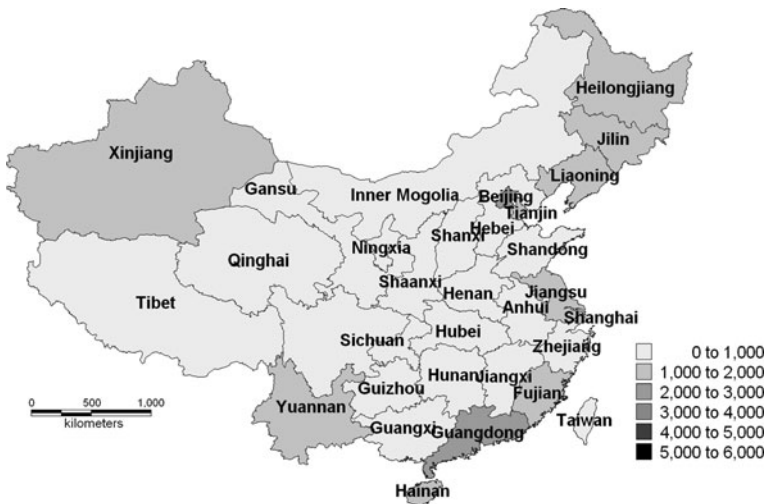 Heilongjiang
Jilin
Xinjiang
Liaoning
Gansu
Inner Mogolia
Beijing
Tianjin
Hebei
Shanxi
Ningxia
Shandong
Qinghai
Shaanxi
Henan
Jiangsu
Tibet
Anhui
Shanghai
Sichuan
Hubei
Zhejiang
Guizhou
Hunan
Jiangxi
Fujian
Yuannan
Guangxi
Guangdong
Taiwan
Hainan
0 500 1,000
kilometers
0 to 1,000
1,000 to 2,000
2,000 to 3,000
3,000 to 4,000
4,000 to 5,000
5,000 to 6,000